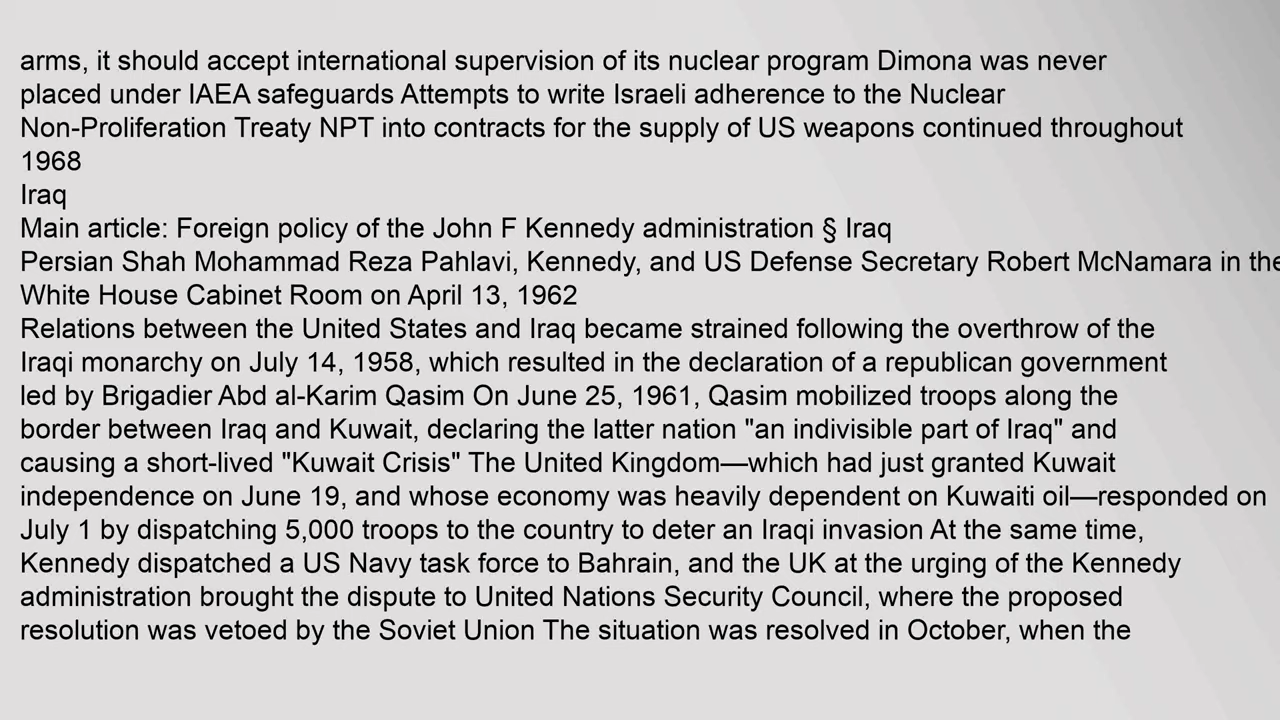 arms, it should accept international supervision of its nuclear program Dimona was never
placed under IAEA safeguards Attempts to write Israeli adherence to the Nuclear
Non-Proliferation Treaty NPT into contracts for the supply of US weapons continued throughout
1968
Iraq
Main article: Foreign policy of the John F Kennedy administration § Iraq
Persian Shah Mohammad Reza Pahlavi, Kennedy, and US Defense Secretary Robert McNamara in the
White House Cabinet Room on April 13, 1962
Relations between the United States and Iraq became strained following the overthrow of the
Iraqi monarchy on July 14, 1958, which resulted in the declaration of a republican government
led by Brigadier Abd al-Karim Qasim On June 25, 1961, Qasim mobilized troops along the
border between Iraq and Kuwait, declaring the latter nation "an indivisible part of Iraq" and
causing a short-lived "Kuwait Crisis" The United Kingdom—which had just granted Kuwait
independence on June 19, and whose economy was heavily dependent on Kuwaiti oil—responded on
July 1 by dispatching 5,000 troops to the country to deter an Iraqi invasion At the same time,
Kennedy dispatched a US Navy task force to Bahrain, and the UK at the urging of the Kennedy
administration brought the dispute to United Nations Security Council, where the proposed
resolution was vetoed by the Soviet Union The situation was resolved in October, when the